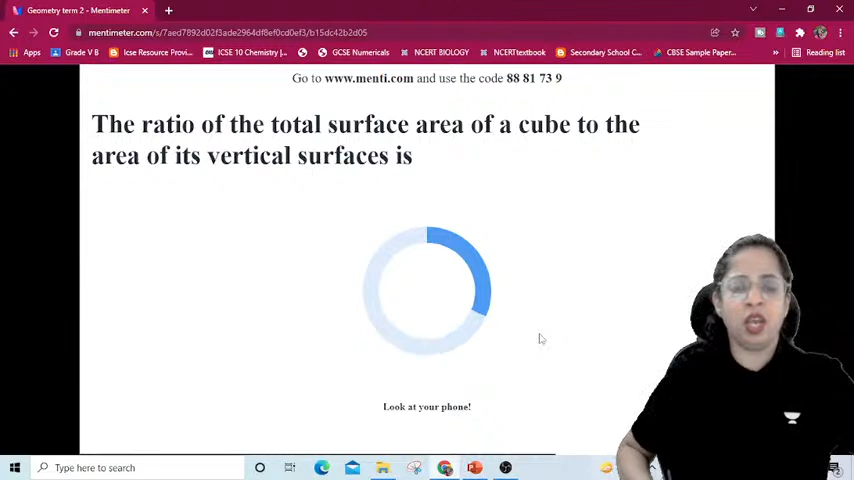 Geometry term 2 - Mentimeter
mentimeter.com/s/7aed7892d02f3ade2964df8ef0cd0ef3/b15dc42b2d05
Apps Grade V B Icse Resource Provi... ICSE 10 Chemistry |... GCSE Numericals NCERT BIOLOGY NCERTtextbook Secondary School C... CBSE Sample Paper... » Reading list
Go to www.menti.com and use the code 88 81 73 9
The ratio of the total surface area of a cube to the
area of its vertical surfaces is
Look at your phone!
Type here to search